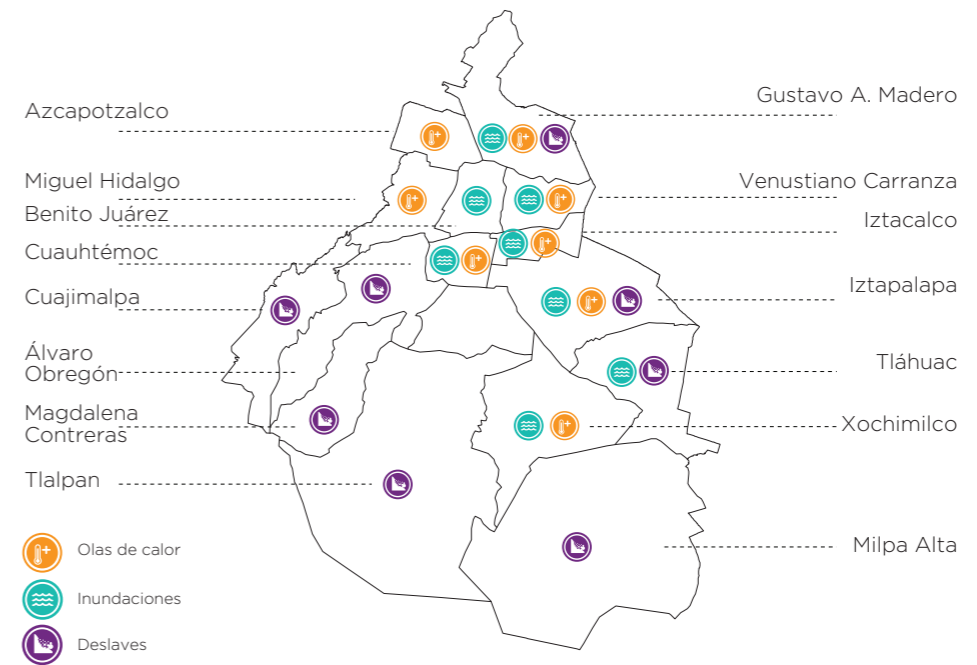 Azcapotzalco
Miguel Hidalgo
Benito Juárez
Cuauhtémoc
Cuajimalpa
Álvaro
Obregón
Magdalena
Contreras
Tlalpan
Gustavo A. Madero
Venustiano Carranza
Iztacalco
Iztapalapa
Tláhuac
Xochimilco
Milpa Alta
Olas de calor
Inundaciones
Deslaves